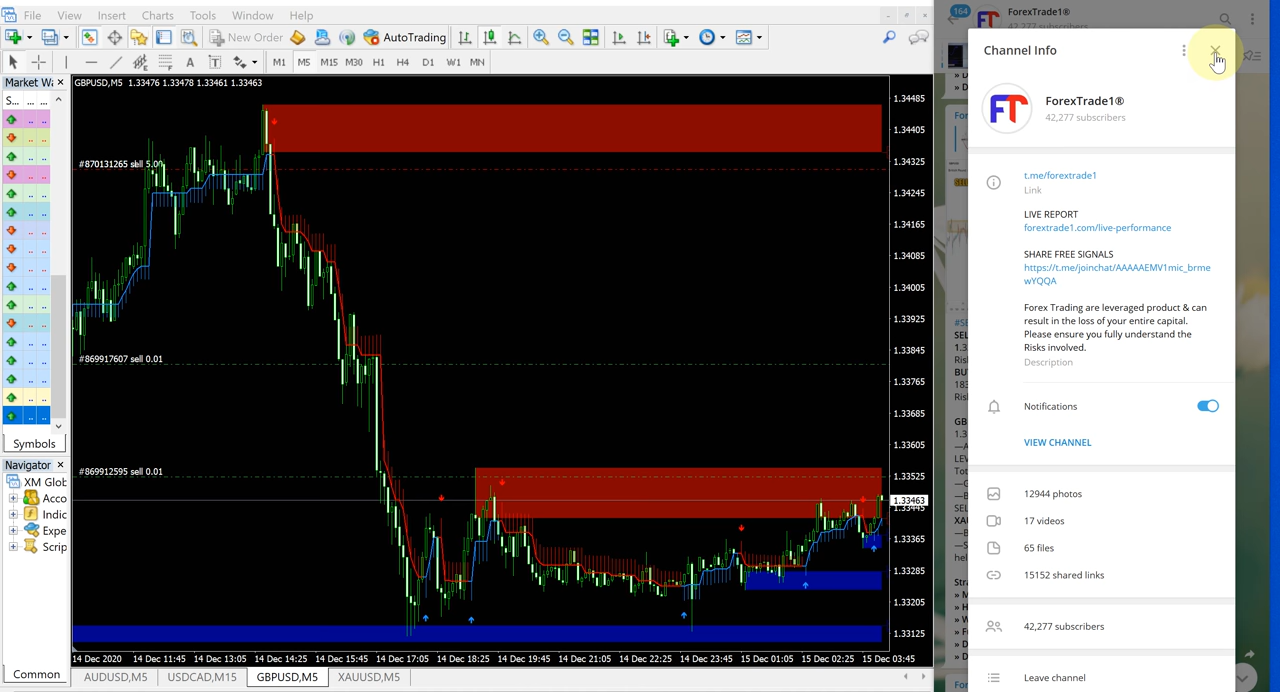 File View Insert Charts Tools Window Help
New Order AutoTrading
M1 M5 M15 M30 H1 H4 D1 W1 MN
Market Wa
S... ... ...
Symbols
Navigator
XM Glob
Acco
Indic
Expe
Scrip
Common
GBPUSD,M5 1.33476 1.33478 1.33461 1.33463
#870131265 sell 5.00
#869917607 sell 0.01
#869912595 sell 0.01
1.34485
1.34405
1.34325
1.34245
1.34165
1.34085
1.34005
1.33925
1.33845
1.33765
1.33685
1.33605
1.33525
1.33463
1.33445
1.33365
1.33285
1.33205
1.33125
14 Dec 2020 14 Dec 11:45 14 Dec 13:05 14 Dec 14:25 14 Dec 15:45 14 Dec 17:05 14 Dec 18:25 14 Dec 19:45 14 Dec 21:05 14 Dec 22:25 14 Dec 23:45 15 Dec 01:05 15 Dec 02:25 15 Dec 03:45
AUDUSD,M5 USDCAD,M15 GBPUSD,M5 XAUUSD,M5
164
ForexTrade1®
42,277 subscribers
Channel Info
FT
ForexTrade1®
42,277 subscribers
t.me/forextrade1
Link
LIVE REPORT
forextrade1.com/live-performance
SHARE FREE SIGNALS
https://t.me/joinchat/AAAAAEMV1mic_brme
wYQQA
Forex Trading are leveraged product & can
result in the loss of your entire capital.
Please ensure you fully understand the
Risks involved.
Description
Notifications
VIEW CHANNEL
12944 photos
17 videos
65 files
15152 shared links
42,277 subscribers
Leave channel